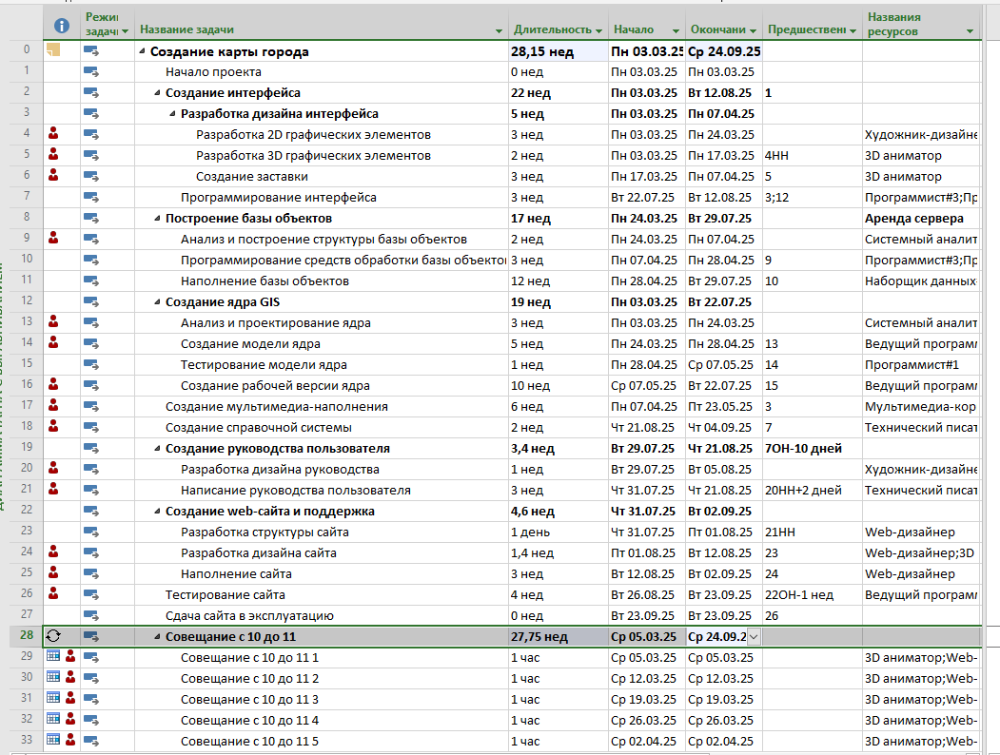 Режим задачи Название задачи Длительность Начало Окончани Предшественн Названия ресурсов
0 Создание карты города 28,15 нед Пн 03.03.25 Ср 24.09.25
1 Начало проекта 0 нед Пн 03.03.25 Пн 03.03.25
2 Создание интерфейса 22 нед Пн 03.03.25 Вт 12.08.25 1
3 Разработка дизайна интерфейса 5 нед Пн 03.03.25 Пн 07.04.25
4 Разработка 2D графических элементов 3 нед Пн 03.03.25 Пн 24.03.25 Художник-дизайне
5 Разработка 3D графических элементов 2 нед Пн 03.03.25 Пн 17.03.25 4НН 3D аниматор
6 Создание заставки 3 нед Пн 17.03.25 Пн 07.04.25 5 3D аниматор
7 Программирование интерфейса 3 нед Вт 22.07.25 Вт 12.08.25 3;12 Программист#3;Пр
8 Построение базы объектов 17 нед Пн 24.03.25 Вт 29.07.25 Аренда сервера
9 Анализ и построение структуры базы объектов 2 нед Пн 24.03.25 Пн 07.04.25 Системный аналит
10 Программирование средств обработки базы объекто 3 нед Пн 07.04.25 Пн 28.04.25 9 Программист#3;Пр
11 Наполнение базы объектов 12 нед Пн 28.04.25 Вт 29.07.25 10 Наборщик данных
12 Создание ядра GIS 19 нед Пн 03.03.25 Вт 22.07.25
13 Анализ и проектирование ядра 3 нед Пн 03.03.25 Пн 24.03.25 Системный аналит
14 Создание модели ядра 5 нед Пн 24.03.25 Пн 28.04.25 13 Ведущий програм
15 Тестирование модели ядра 1 нед Пн 28.04.25 Ср 07.05.25 14 Программист#1
16 Создание рабочей версии ядра 10 нед Ср 07.05.25 Вт 22.07.25 15 Ведущий програм
17 Создание мультимедиа-наполнения 6 нед Пн 07.04.25 Пт 23.05.25 3 Мультимедиа-кор
18 Создание справочной системы 2 нед Чт 21.08.25 Чт 04.09.25 7 Технический писат
19 Создание руководства пользователя 3,4 нед Вт 29.07.25 Чт 21.08.25 7ОН-10 дней
20 Разработка дизайна руководства 1 нед Вт 29.07.25 Вт 05.08.25 Художник-дизайне
21 Написание руководства пользователя 3 нед Чт 31.07.25 Чт 21.08.25 20НН+2 дней Технический писат
22 Создание web-сайта и поддержка 4,6 нед Чт 31.07.25 Вт 02.09.25
23 Разработка структуры сайта 1 день Чт 31.07.25 Пт 01.08.25 21НН Web-дизайнер
24 Разработка дизайна сайта 1,4 нед Пт 01.08.25 Вт 12.08.25 23 Web-дизайнер;3D
25 Наполнение сайта 3 нед Вт 12.08.25 Вт 02.09.25 24 Web-дизайнер
26 Тестирование сайта 4 нед Вт 26.08.25 Вт 23.09.25 22ОН-1 нед Ведущий програм
27 Сдача сайта в эксплуатацию 0 нед Вт 23.09.25 Вт 23.09.25 26
28 Совещание с 10 до 11 27,75 нед Ср 05.03.25 Ср 24.09.2
29 Совещание с 10 до 11 1 1 час Ср 05.03.25 Ср 05.03.25 3D аниматор;Web-
30 Совещание с 10 до 11 2 1 час Ср 12.03.25 Ср 12.03.25 3D аниматор;Web-
31 Совещание с 10 до 11 3 1 час Ср 19.03.25 Ср 19.03.25 3D аниматор;Web-
32 Совещание с 10 до 11 4 1 час Ср 26.03.25 Ср 26.03.25 3D аниматор;Web-
33 Совещание с 10 до 11 5 1 час Ср 02.04.25 Ср 02.04.25 3D аниматор;Web-